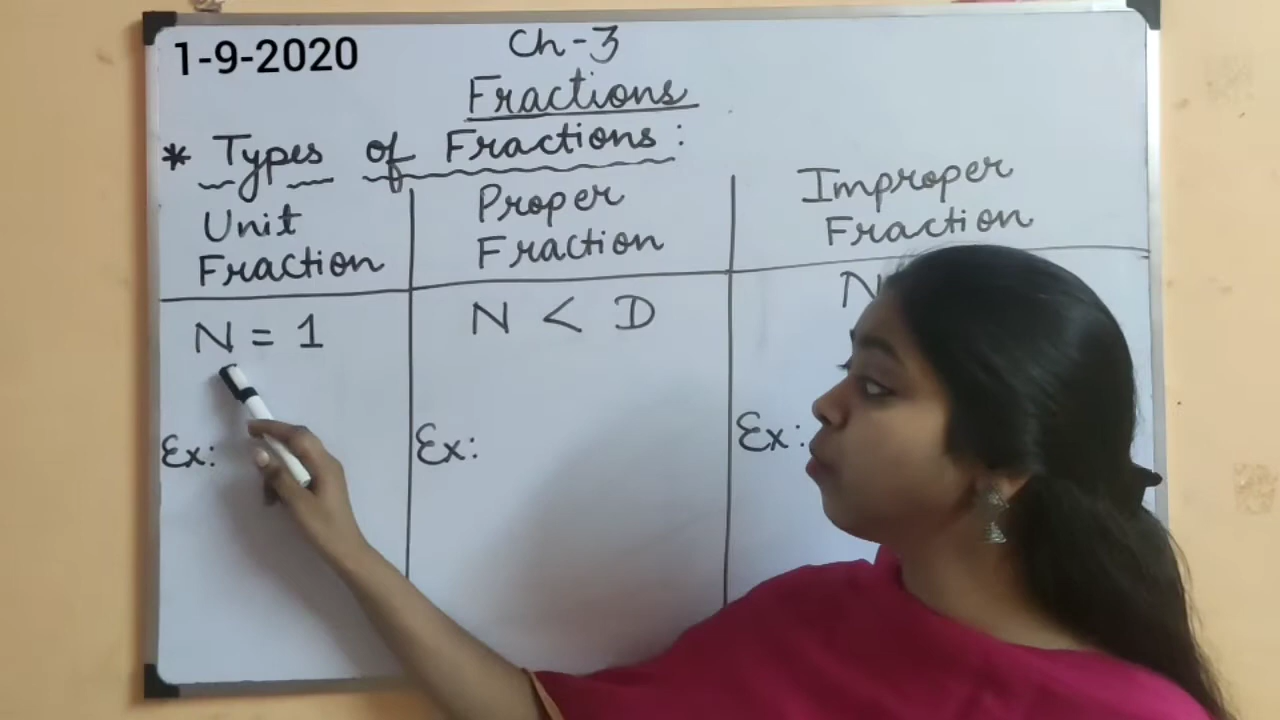 1-9-2020
Ch-3
Fractions
* Types of Fractions:
Unit Fraction
Proper Fraction
Improper Fraction
N = 1
N < D
N
Ex:
Ex:
Ex: